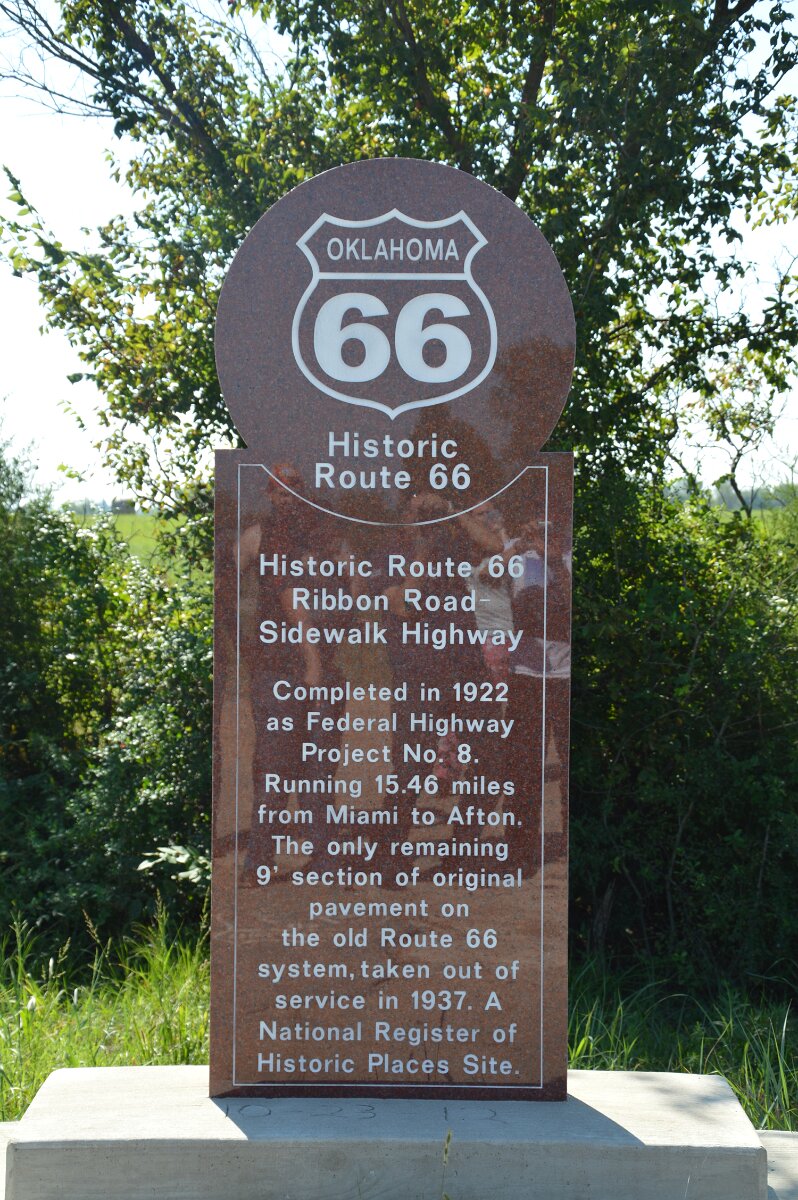 OKLAHOMA
66
Historic
Route 66
Historic Route 66
Ribbon Road-
Sidewalk Highway
Completed in 1922
as Federal Highway
Project No. 8.
Running 15.46 miles
from Miami to Afton.
The only remaining
9' section of original
pavement on
the old Route 66
system, taken out of
service in 1937. A
National Register of
Historic Places Site.